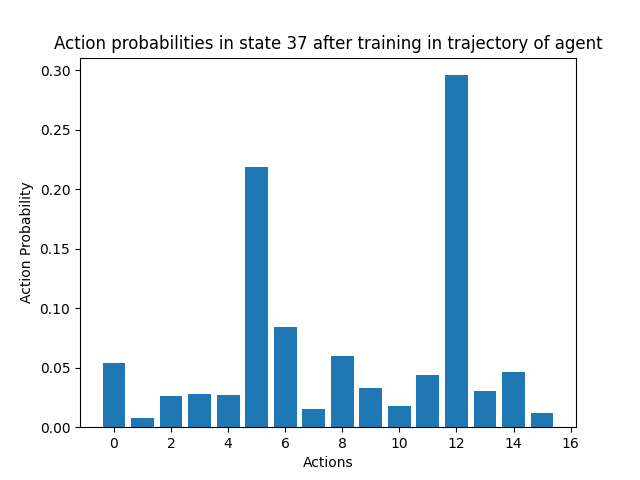 Action probabilities in state 37 after training in trajectory of agent
0.30
0.25
0.20
0.15
0.10
0.05
0.00
Action Probability
0 2 4 6 8 10 12 14 16
Actions